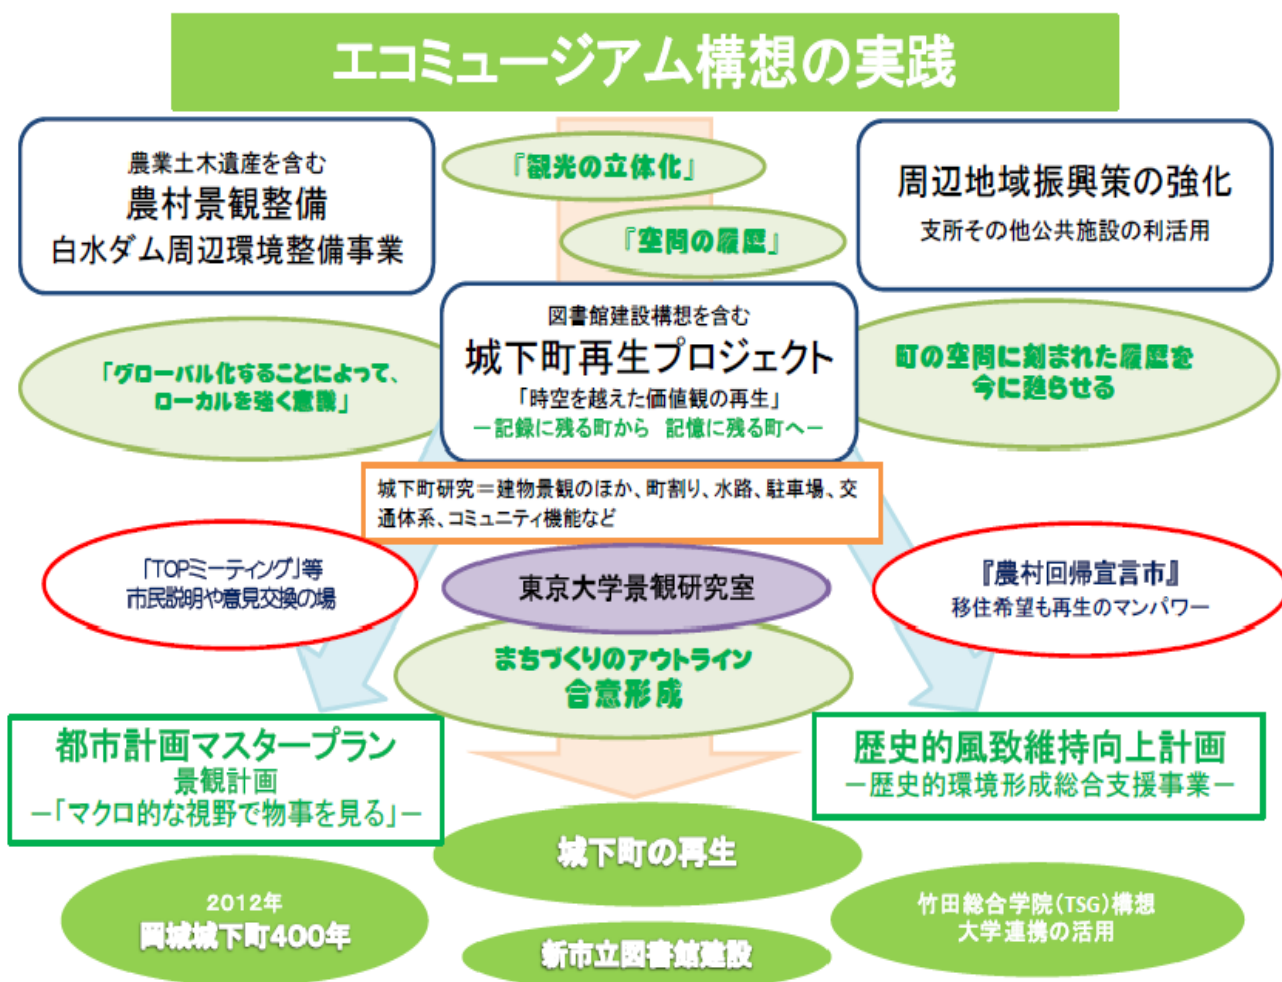 エコミュージアム構想の実践
農業土木遺産を含む
農村景観整備
白水ダム周辺環境整備事業
『観光の立体化』
『空間の履歴』
周辺地域振興策の強化
支所その他公共施設の利活用
「グローバル化することによって、
ローカルを強く意識」
図書館建設構想を含む
城下町再生プロジェクト
「時空を越えた価値観の再生」
－記録に残る町から　記憶に残る町へ－
町の空間に刻まれた履歴を
今に甦らせる
城下町研究＝建物景観のほか、町割り、水路、駐車場、交
通体系、コミュニティ機能など
「TOPミーティング」等
市民説明や意見交換の場
東京大学景観研究室
『農村回帰宣言市』
移住希望も再生のマンパワー
まちづくりのアウトライン
合意形成
都市計画マスタープラン
景観計画
－「マクロ的な視野で物事を見る」－
歴史的風致維持向上計画
－歴史的環境形成総合支援事業－
城下町の再生
2012年
岡城城下町400年
新市立図書館建設
竹田総合学院（TSG）構想
大学連携の活用